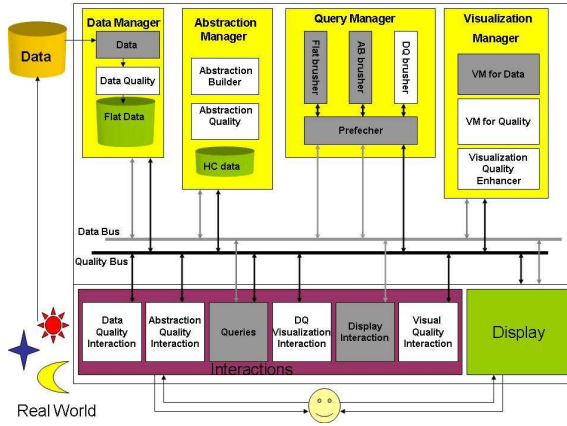 Data
Data Manager
Data
Data Quality
Flat Data
Abstraction
Manager
Abstraction
Builder
Abstraction
Quality
HC data
Query Manager
Flat brusher
AB brusher
DQ brusher
Prefecher
Visualization
Manager
VM for Data
VM for Quality
Visualization
Quality
Enhancer
Data Bus
Quality Bus
Data
Quality
Interaction
Abstraction
Quality
Interaction
Queries
DQ
Visualization
Interaction
Display
Interaction
Visual
Quality
Interaction
Interactions
Display
Real World